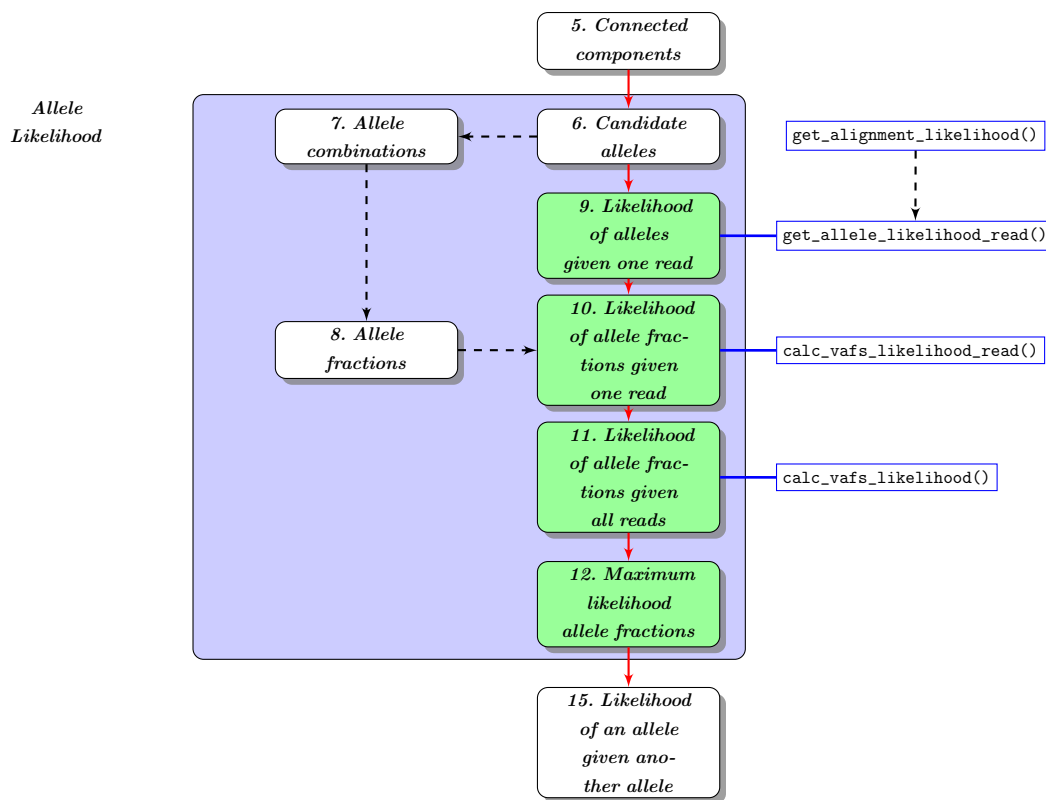 5. Connected
components
Allele
Likelihood
7. Allele
combinations
6. Candidate
alleles
get_alignment_likelihood()
9. Likelihood
of alleles
given one read
get_allele_likelihood_read()
10. Likelihood
of allele frac-
tions given
one read
8. Allele
fractions
calc_vafs_likelihood_read()
11. Likelihood
of allele frac-
tions given
all reads
calc_vafs_likelihood()
12. Maximum
likelihood
allele fractions
15. Likelihood
of an allele
given ano-
ther allele